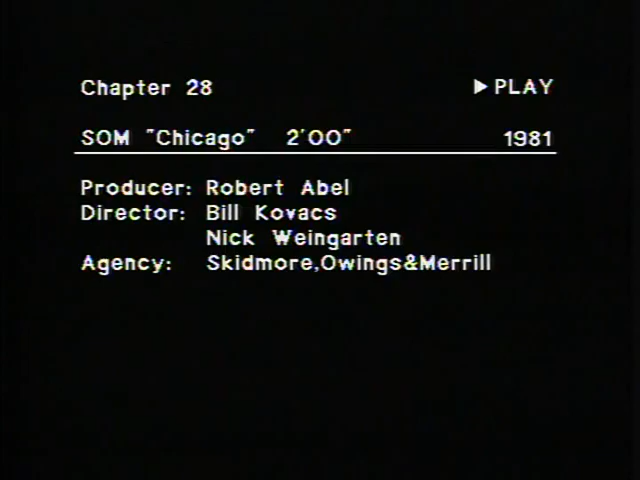 Chapter 28 ▶PLAY
SOM "Chicago" 2'00" 1981
Producer: Robert Abel
Director: Bill Kovacs
Nick Weingarten
Agency: Skidmore,Owings&Merrill